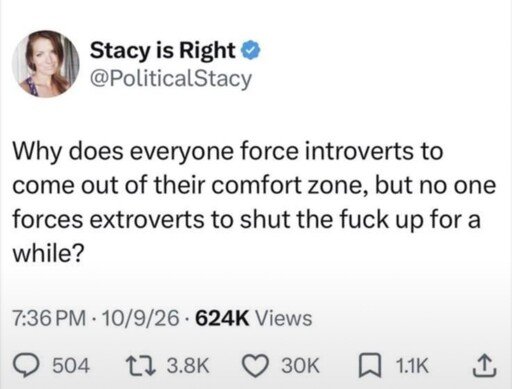 Stacy is Right
@PoliticalStacy
Why does everyone force introverts to
come out of their comfort zone, but no one
forces extroverts to shut the fuck up for a
while?
7:36 PM · 10/9/26 · 624K Views
504 3.8K 30K 1.1K